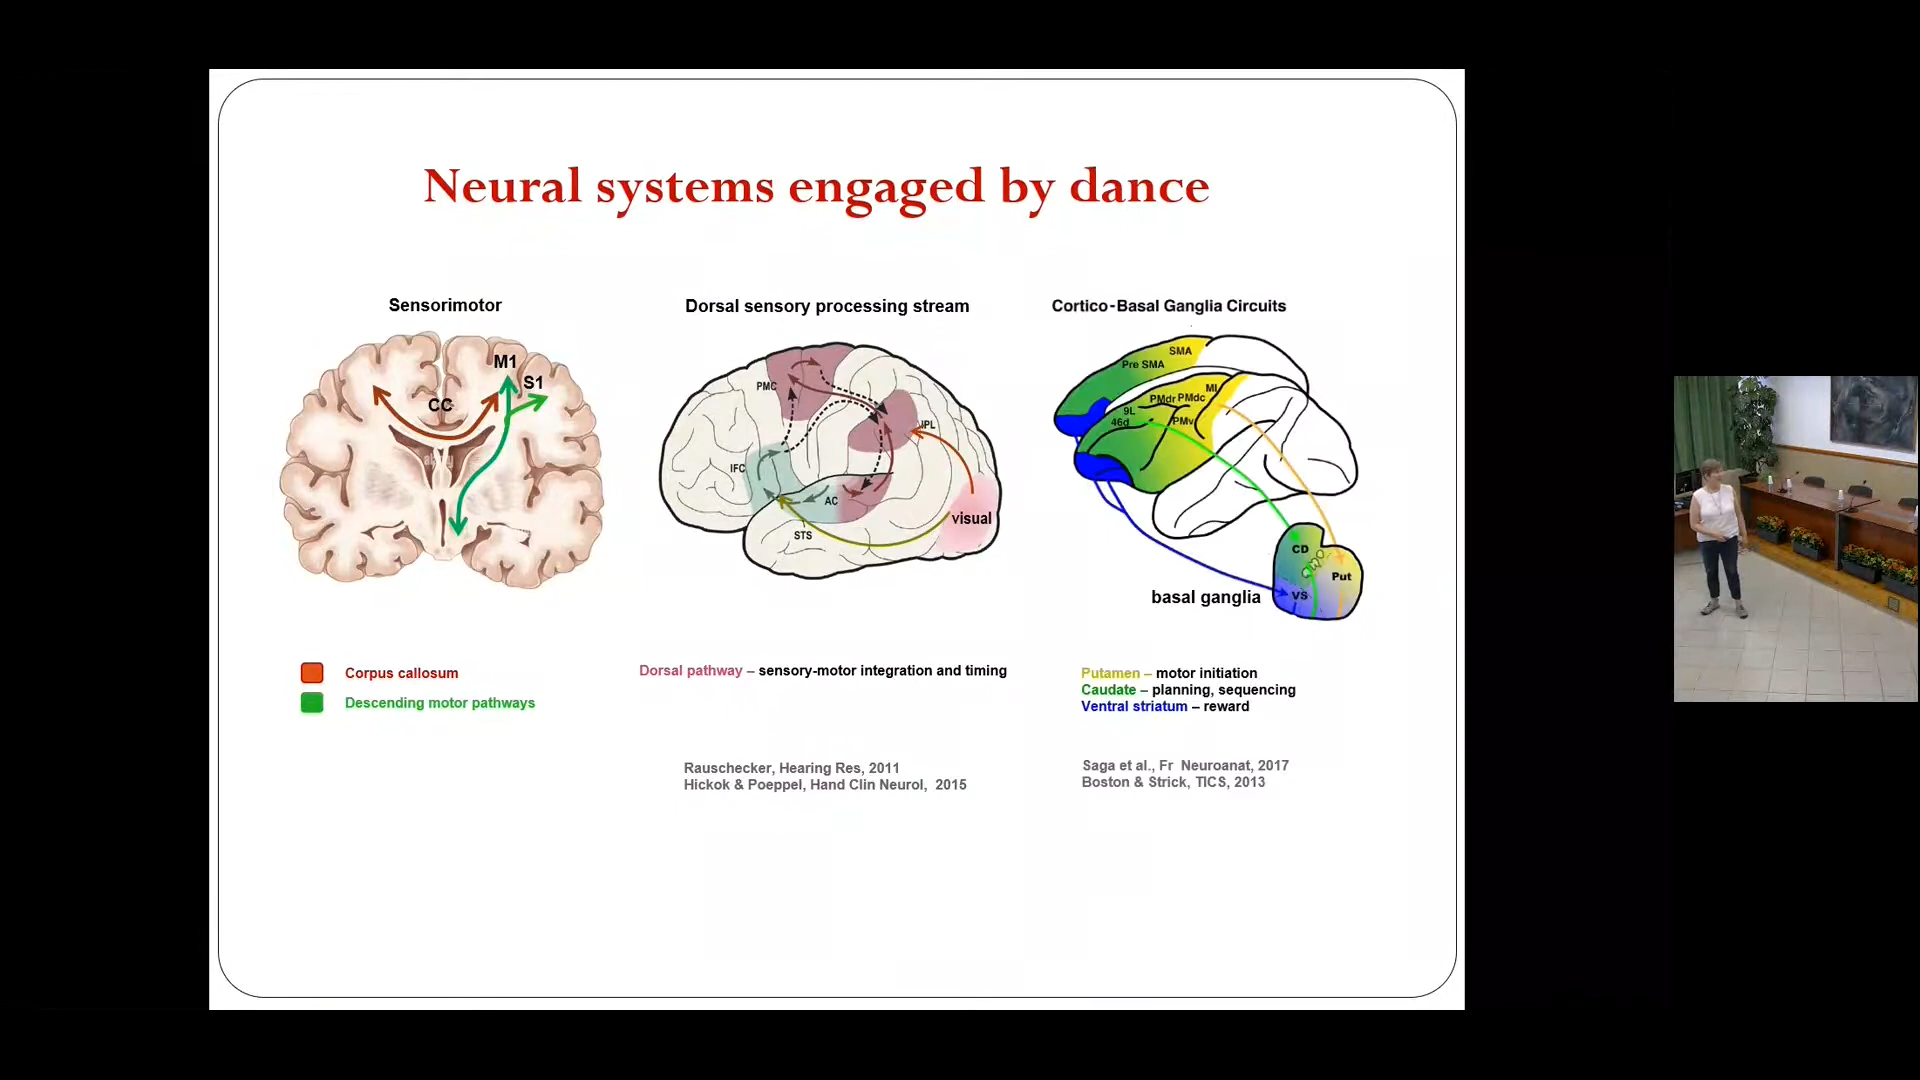 Neural systems engaged by dance
Sensorimotor
M1
S1
CC
Dorsal sensory processing stream
PMC
IPL
IFC
AC
STS
visual
Cortico-Basal Ganglia Circuits
SMA
Pre SMA
MI
PMdr PMdc
9L
46d
PMv
CD
Put
VS
basal ganglia
Corpus callosum
Descending motor pathways
Dorsal pathway – sensory-motor integration and timing
Putamen – motor initiation
Caudate – planning, sequencing
Ventral striatum – reward
Rauschecker, Hearing Res, 2011
Hickok & Poeppel, Hand Clin Neurol, 2015
Saga et al., Fr Neuroanat, 2017
Boston & Strick, TICS, 2013